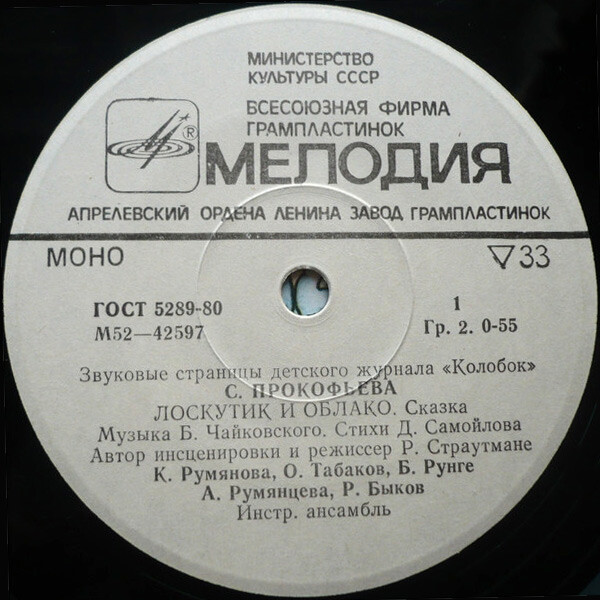 МИНИСТЕРСТВО
КУЛЬТУРЫ СССР
ВСЕСОЮЗНАЯ ФИРМА
ГРАМПЛАСТИНОК
®
МЕЛОДИЯ
АПРЕЛЕВСКИЙ ОРДЕНА ЛЕНИНА ЗАВОД ГРАМПЛАСТИНОК
МОНО ▽33
ГОСТ 5289-80 1
М52—42597 Гр. 2. 0-55
Звуковые страницы детского журнала «Колобок»
С. ПРОКОФЬЕВА
ЛОСКУТИК И ОБЛАКО. Сказка
Музыка Б. Чайковского. Стихи Д. Самойлова
Автор инсценировки и режиссер Р. Страутмане
К. Румянова, О. Табаков, Б. Рунге
А. Румянцева, Р. Быков
Инстр. ансамбль